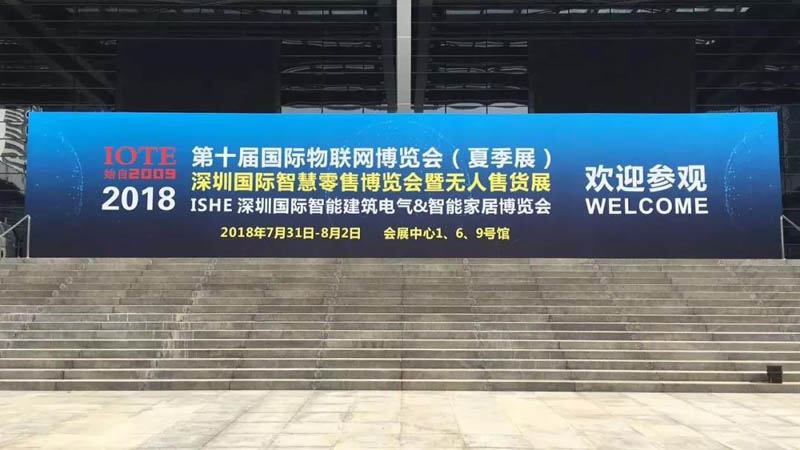 IOTE
始自2009
2018
第十届国际物联网博览会（夏季展）
深圳国际智慧零售博览会暨无人售货展
ISHE 深圳国际智能建筑电气&智能家居博览会
2018年7月31日-8月2日 会展中心1、6、9号馆
欢迎参观
WELCOME